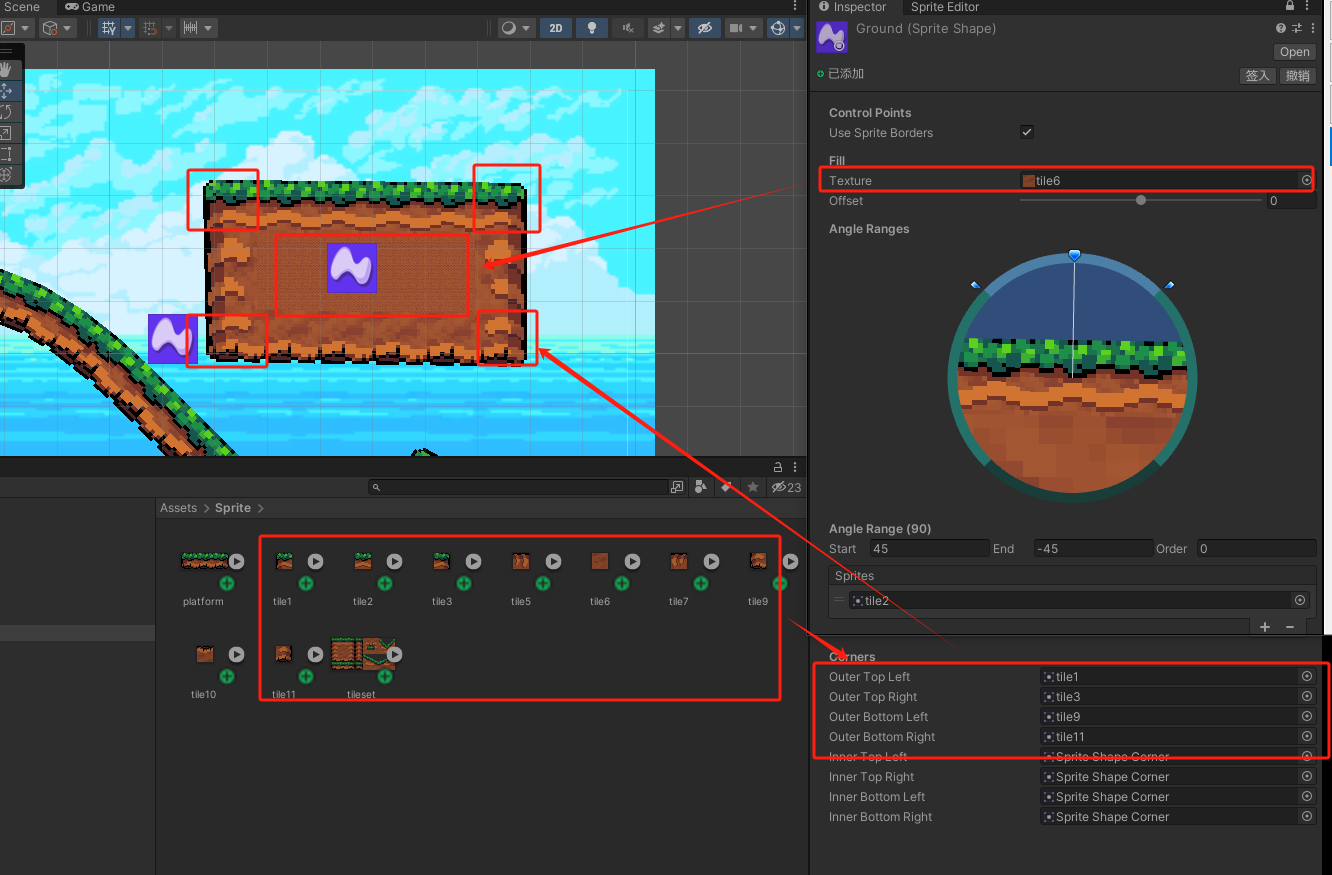 Scene
Game
2D
23
Assets
Sprite
platform
tile1
tile2
tile3
tile5
tile6
tile7
tile9
tile10
tile11
tileset
Inspector
Sprite Editor
Ground (Sprite Shape)
Open
已添加
签入
撤销
Control Points
Use Sprite Borders
Fill
Texture
tile6
Offset
0
Angle Ranges
Angle Range (90)
Start
45
End
-45
Order
0
Sprites
tile2
Corners
Outer Top Left
tile1
Outer Top Right
tile3
Outer Bottom Left
tile9
Outer Bottom Right
tile11
Inner Top Left
Sprite Shape Corner
Inner Top Right
Sprite Shape Corner
Inner Bottom Left
Sprite Shape Corner
Inner Bottom Right
Sprite Shape Corner